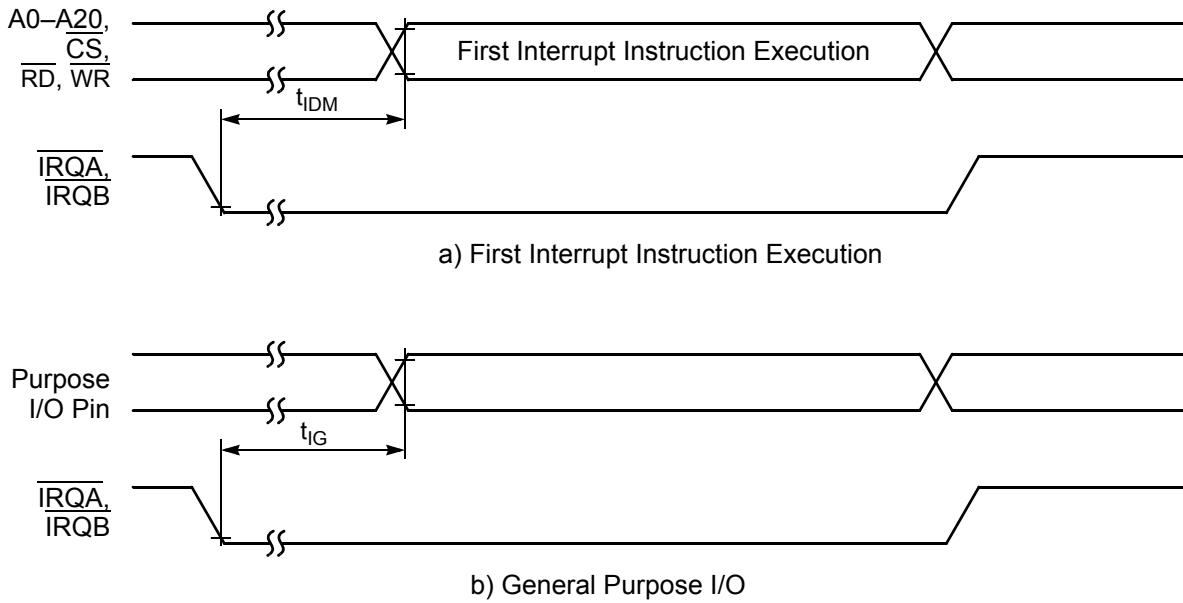 A0–A20,
CS,
RD, WR
First Interrupt Instruction Execution
tIDM
IRQA,
IRQB
a) First Interrupt Instruction Execution
Purpose
I/O Pin
tIG
IRQA,
IRQB
b) General Purpose I/O